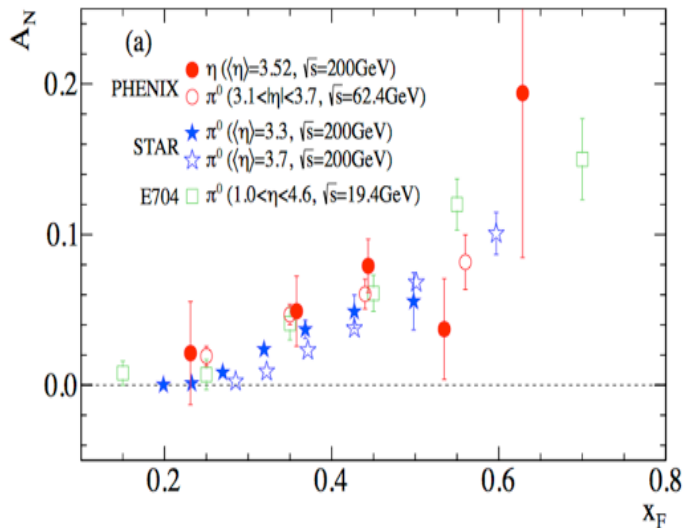 A_N
(a)
PHENIX
η (⟨η⟩=3.52, √s=200GeV)
π⁰ (3.1<|η|<3.7, √s=62.4GeV)
STAR
π⁰ (⟨η⟩=3.3, √s=200GeV)
π⁰ (⟨η⟩=3.7, √s=200GeV)
E704
π⁰ (1.0<η<4.6, √s=19.4GeV)
0.2
0.1
0.0
0.2 0.4 0.6 0.8
x_F